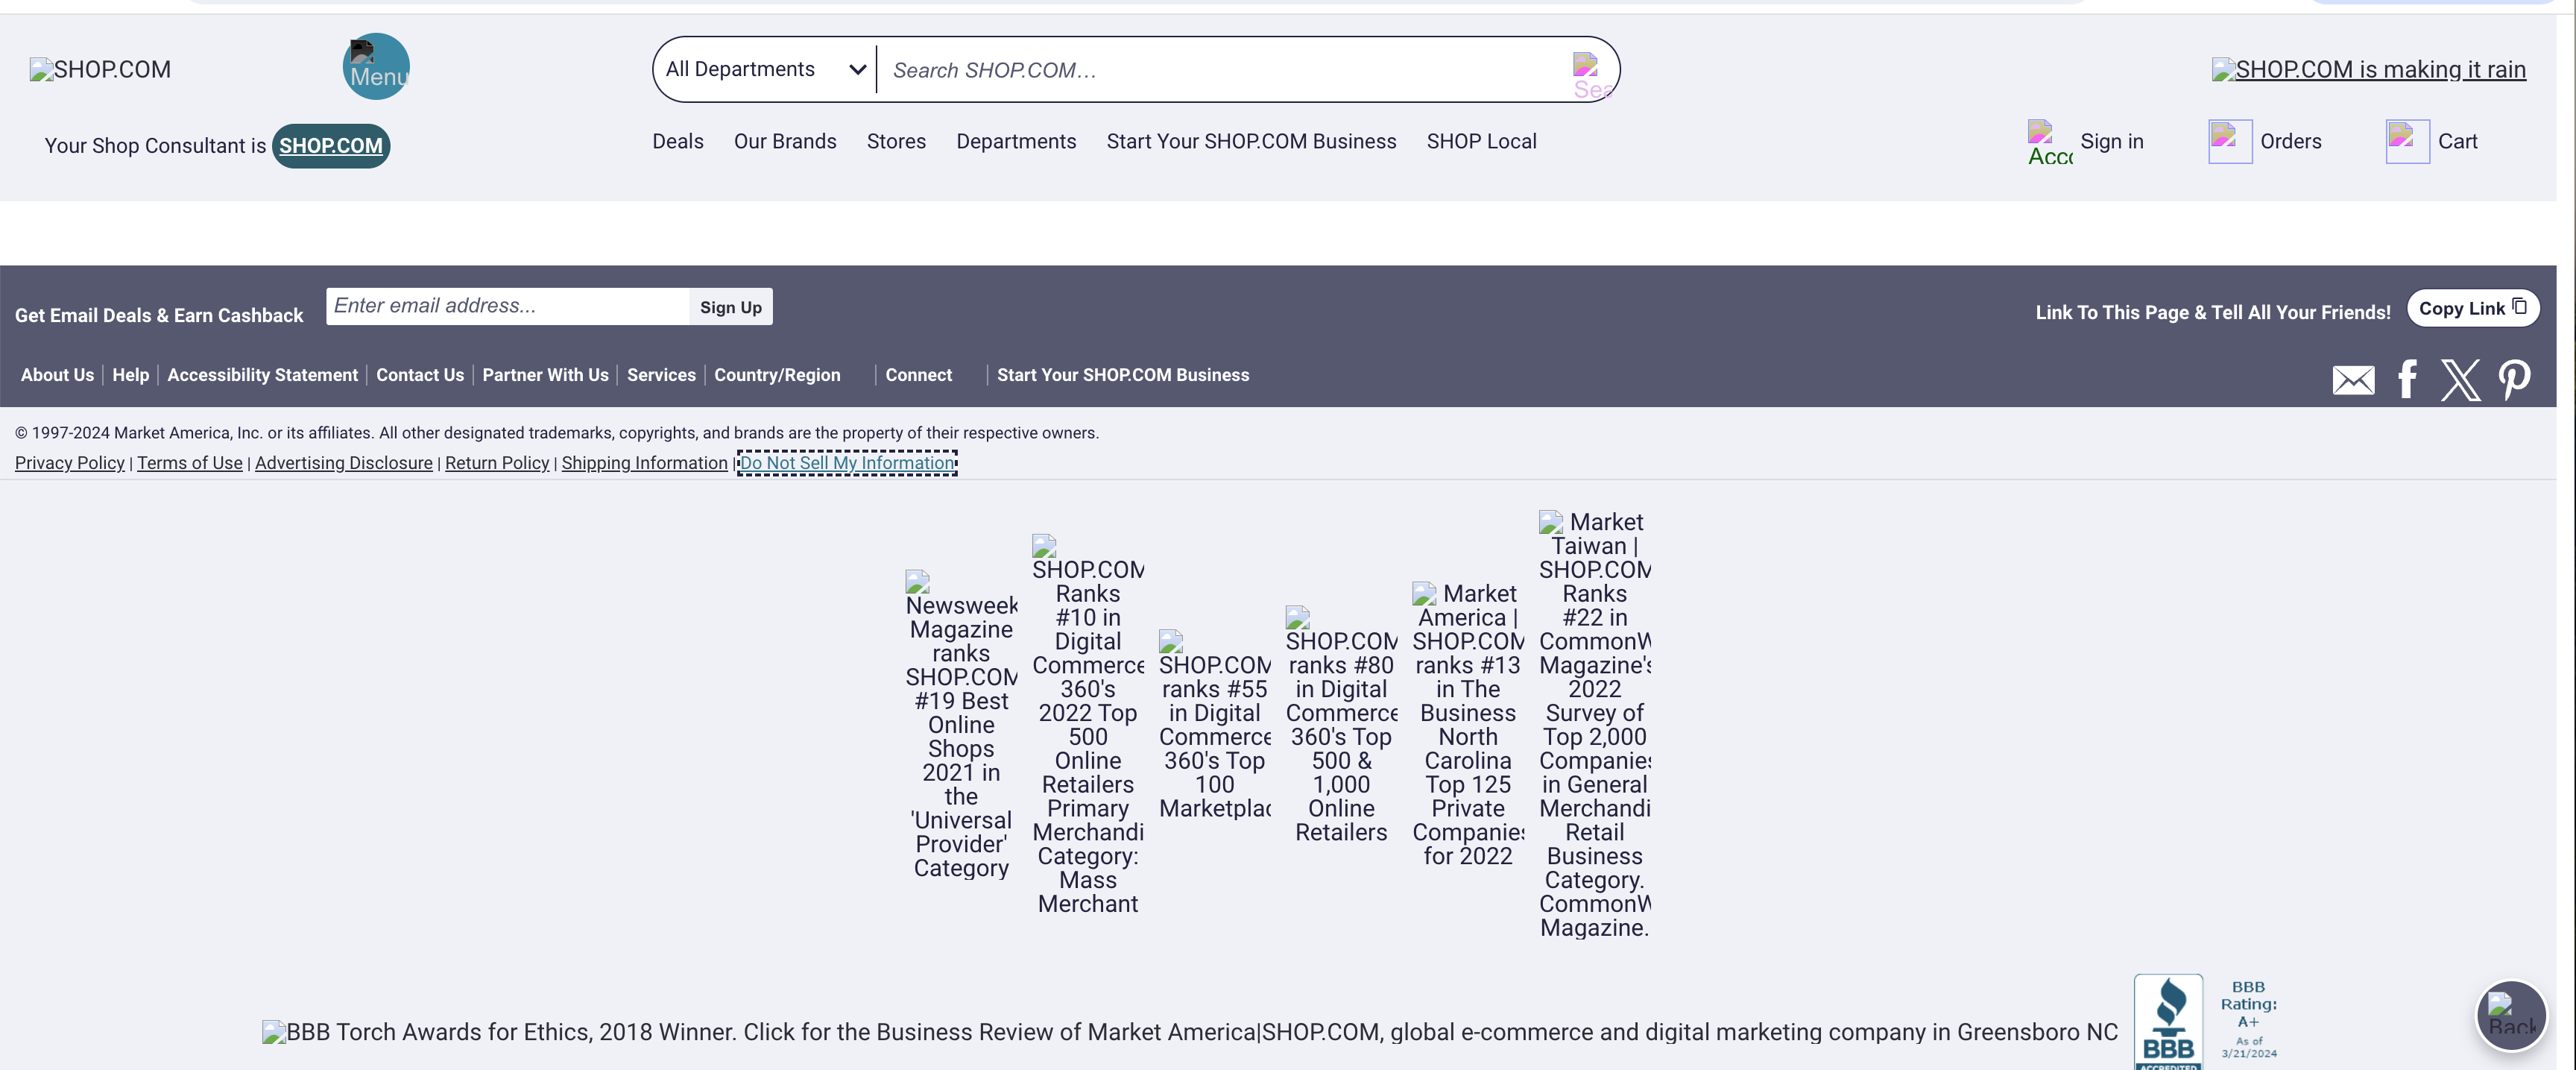 SHOP.COM
Menu
All Departments
Search SHOP.COM...
Sea
SHOP.COM is making it rain
Your Shop Consultant is SHOP.COM
Deals Our Brands Stores Departments Start Your SHOP.COM Business SHOP Local
Acco Sign in Orders Cart
Get Email Deals & Earn Cashback
Enter email address...
Sign Up
Link To This Page & Tell All Your Friends!
Copy Link
About Us | Help | Accessibility Statement | Contact Us | Partner With Us | Services | Country/Region | Connect | Start Your SHOP.COM Business
© 1997-2024 Market America, Inc. or its affiliates. All other designated trademarks, copyrights, and brands are the property of their respective owners.
Privacy Policy | Terms of Use | Advertising Disclosure | Return Policy | Shipping Information | Do Not Sell My Information
Newsweek
Magazine
ranks
SHOP.COM
#19 Best
Online
Shops
2021 in
the
'Universal
Provider'
Category
SHOP.COM
Ranks
#10 in
Digital
Commerce
360's
2022 Top
500
Online
Retailers
Primary
Merchandi
Category:
Mass
Merchant
SHOP.COM
ranks #55
in Digital
Commerce
360's Top
100
Marketplac
SHOP.COM
ranks #80
in Digital
Commerce
360's Top
500 &
1,000
Online
Retailers
Market
America |
SHOP.COM
ranks #13
in The
Business
North
Carolina
Top 125
Private
Companies
for 2022
Market
Taiwan |
SHOP.COM
Ranks
#22 in
CommonW
Magazine's
2022
Survey of
Top 2,000
Companies
in General
Merchandi
Retail
Business
Category.
CommonW
Magazine.
BBB Torch Awards for Ethics, 2018 Winner. Click for the Business Review of Market America|SHOP.COM, global e-commerce and digital marketing company in Greensboro NC
BBB
ACCREDITED
BBB
Rating:
A+
As of
3/21/2024
Back